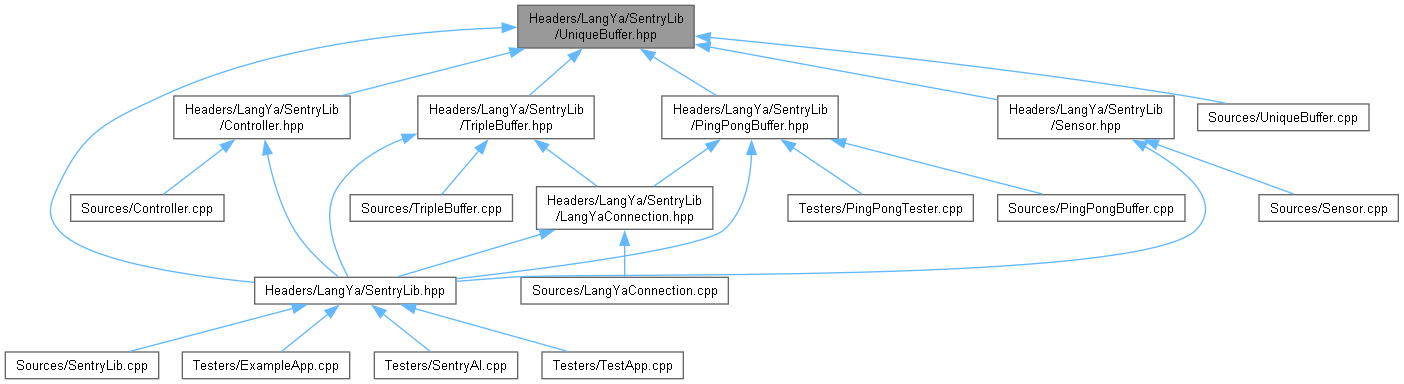 Headers/LangYa/SentryLib
/UniqueBuffer.hpp
Headers/LangYa/SentryLib
/Controller.hpp
Headers/LangYa/SentryLib
/TripleBuffer.hpp
Headers/LangYa/SentryLib
/PingPongBuffer.hpp
Headers/LangYa/SentryLib
/Sensor.hpp
Sources/UniqueBuffer.cpp
Sources/Controller.cpp
Sources/TripleBuffer.cpp
Headers/LangYa/SentryLib
/LangYaConnection.hpp
Testers/PingPongTester.cpp
Sources/PingPongBuffer.cpp
Sources/Sensor.cpp
Headers/LangYa/SentryLib.hpp
Sources/LangYaConnection.cpp
Sources/SentryLib.cpp
Testers/ExampleApp.cpp
Testers/SentryAI.cpp
Testers/TestApp.cpp